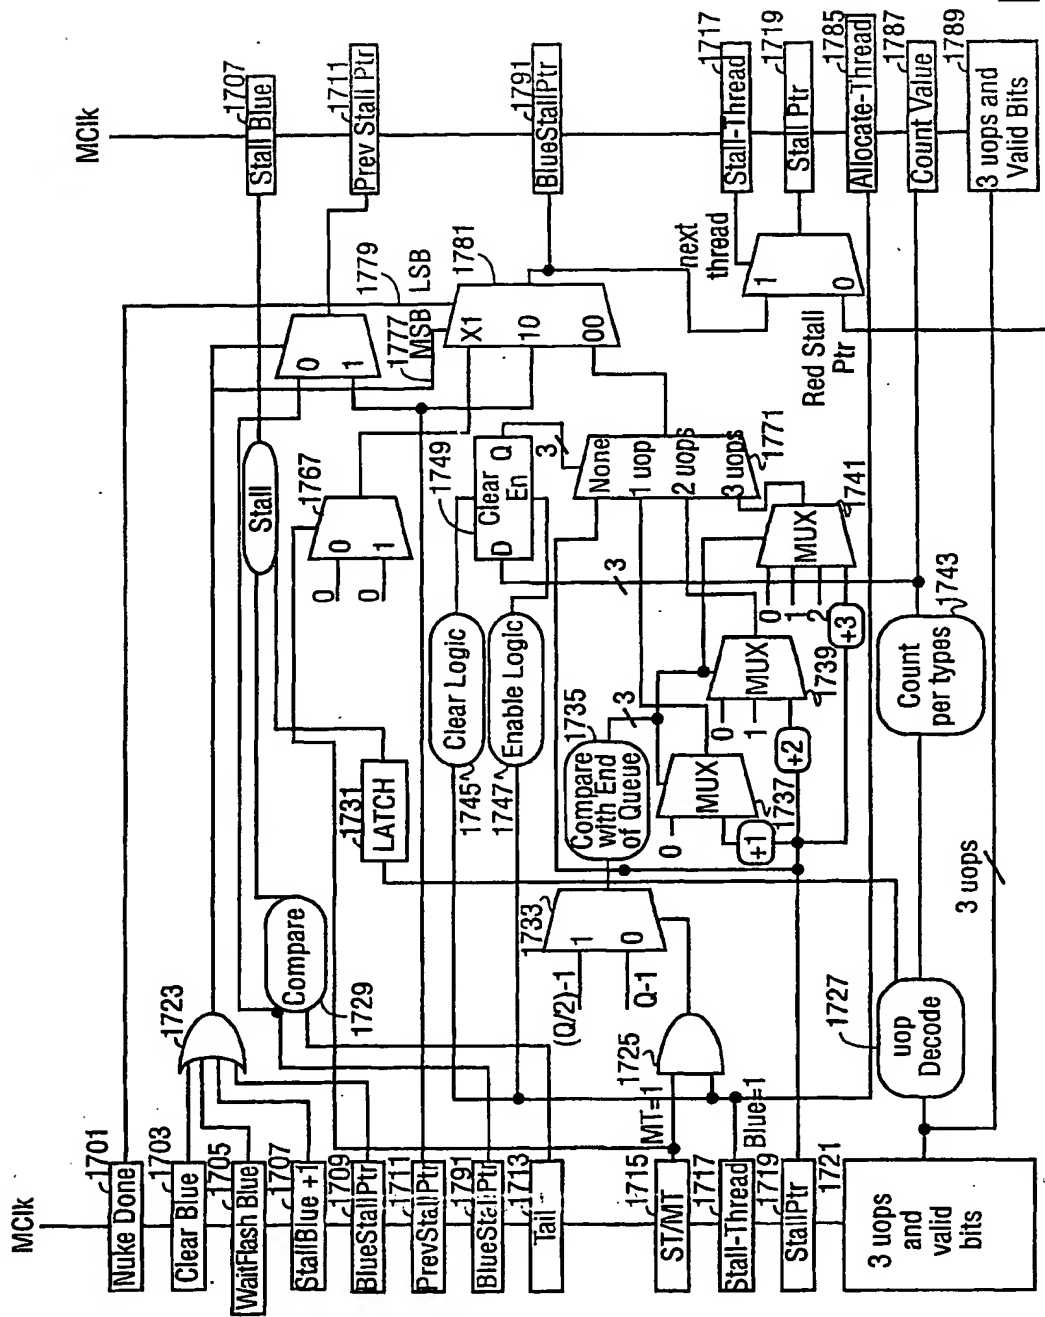 MClk
1701
Nuke Done
1703
Clear Blue
1705
WaitFlash Blue
1707
StallBlue +1
1709
BlueStallPtr
1711
PrevStallPtr
1791
BlueStallPtr
1713
Tail
1715
ST/MT
1717
Stall-Thread
1719
StallPtr
1721
3 uops
and
valid
bits
MT=1
Blue=1
1723
Compare
1729
1725
1727
uop
Decode
3 uops
(Q/2)-1
Q-1
1733
1
0
1731
LATCH
1745
Clear Logic
1747
Enable Logic
1735
Compare
with End
of Queue
3
0
MUX
1737
+1
0
1
MUX
1739
+2
0
1
2
MUX
1741
+3
Count
per types
1743
3
Stall
1767
0
0
0
1
1749
D
Clear
En
Q
3
None
1 uop
2 uops
3 uops
1771
0
1
1777
MSB
1779
LSB
1781
X1
10
00
next
thread
Red Stall
Ptr
1
0
MClk
1707
Stall Blue
1711
Prev Stall Ptr
1791
BlueStallPtr
1717
Stall-Thread
1719
Stall Ptr
1785
Allocate-Thread
1787
Count Value
1789
3 uops and
Valid Bits